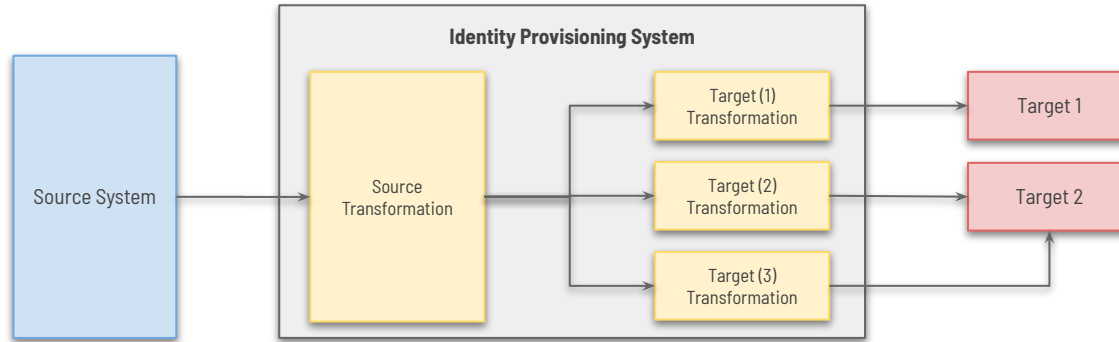 Identity Provisioning System
Source System
Source
Transformation
Target (1)
Transformation
Target (2)
Transformation
Target (3)
Transformation
Target 1
Target 2